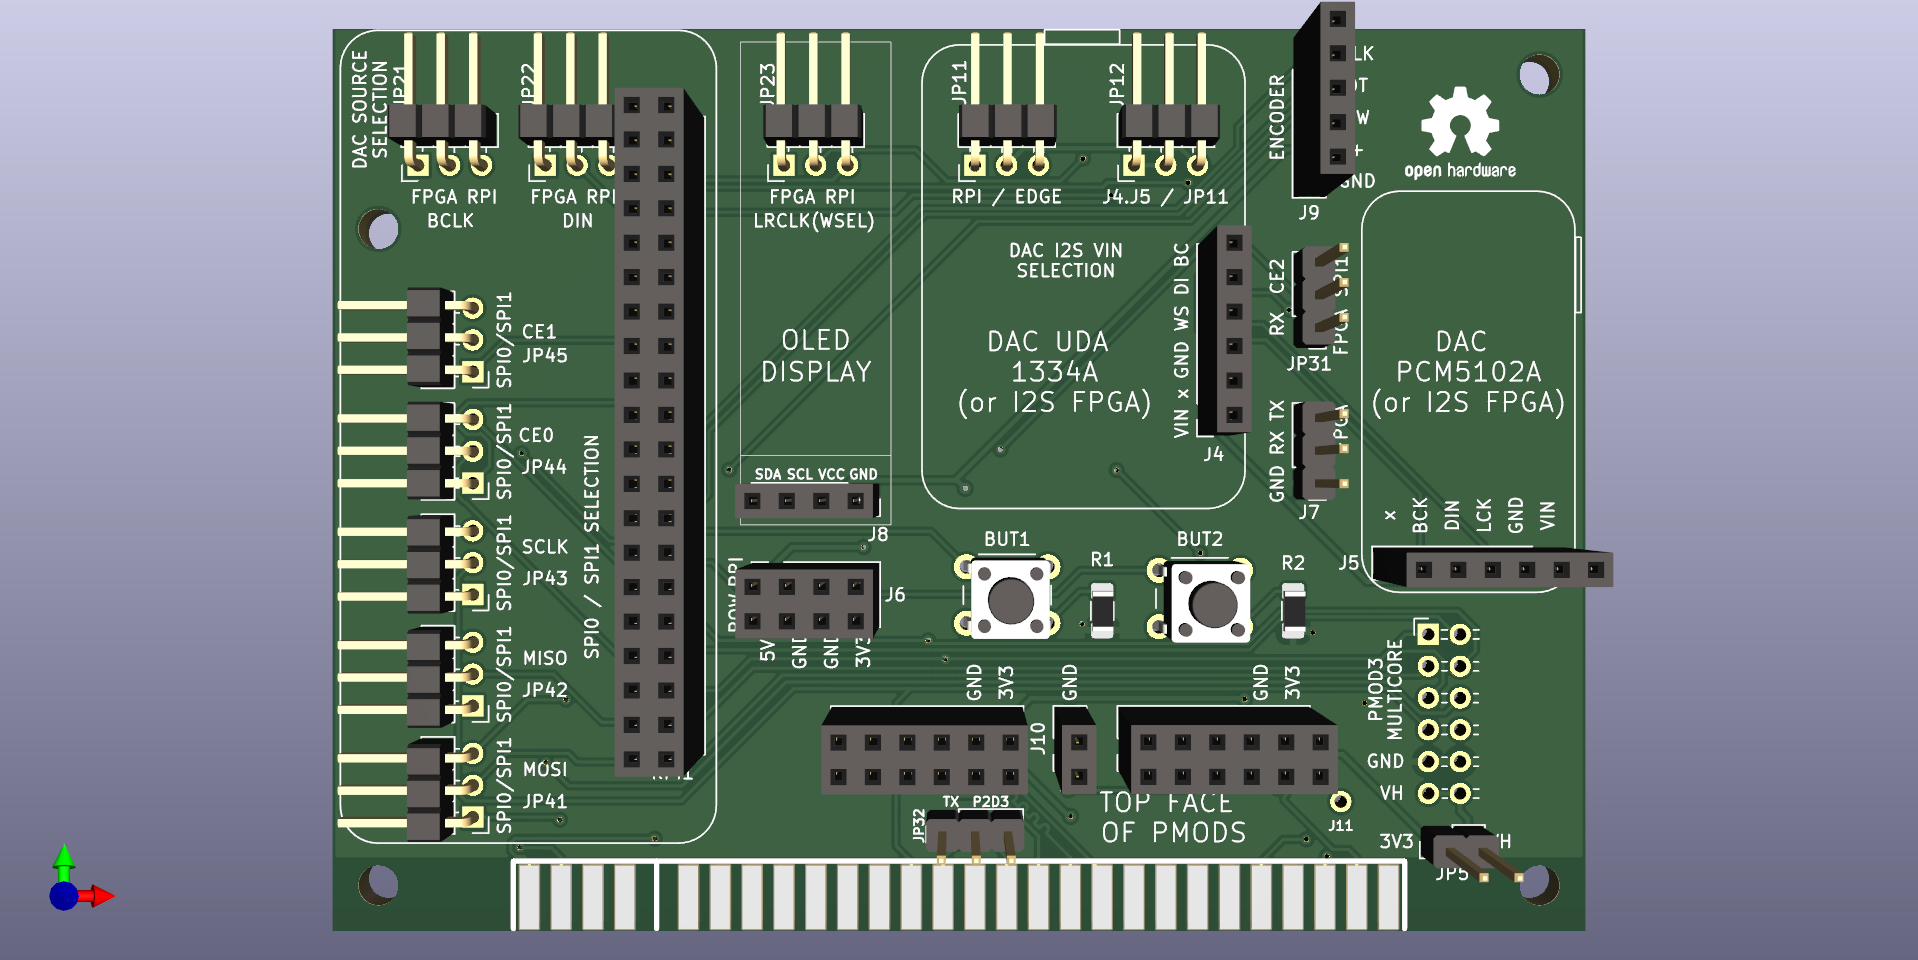 DAC SOURCE
SELECTION
JP21
JP22
JP23
JP11
JP12
ENCODER
LK
GND
J9
open hardware
FPGA RPI
BCLK
FPGA RPI
DIN
FPGA RPI
LRCLK(WSEL)
RPI / EDGE
J4.J5 / JP11
DAC I2S VIN
SELECTION
VIN x GND WS DI BC
J4
RX CE2
FPGA SPI1
JP31
SPI0/SPI1
CE1
JP45
OLED
DISPLAY
DAC UDA
1334A
(or I2S FPGA)
DAC
PCM5102A
(or I2S FPGA)
SPI0/SPI1
CE0
JP44
SPI0 / SPI1 SELECTION
SDA SCL VCC GND
J8
GND RX TX
J7
x
BCK
DIN
LCK
GND
VIN
J5
SPI0/SPI1
SCLK
JP43
BUT1
R1
BUT2
R2
J6
5V
GND
GND
3V3
SPI0/SPI1
MISO
JP42
GND
3V3
GND
GND
3V3
PMOD3
MULTICORE
GND
VH
J10
SPI0/SPI1
MOSI
JP41
TX P2D3
JP32
TOP FACE
OF PMODS
J11
3V3
JP5